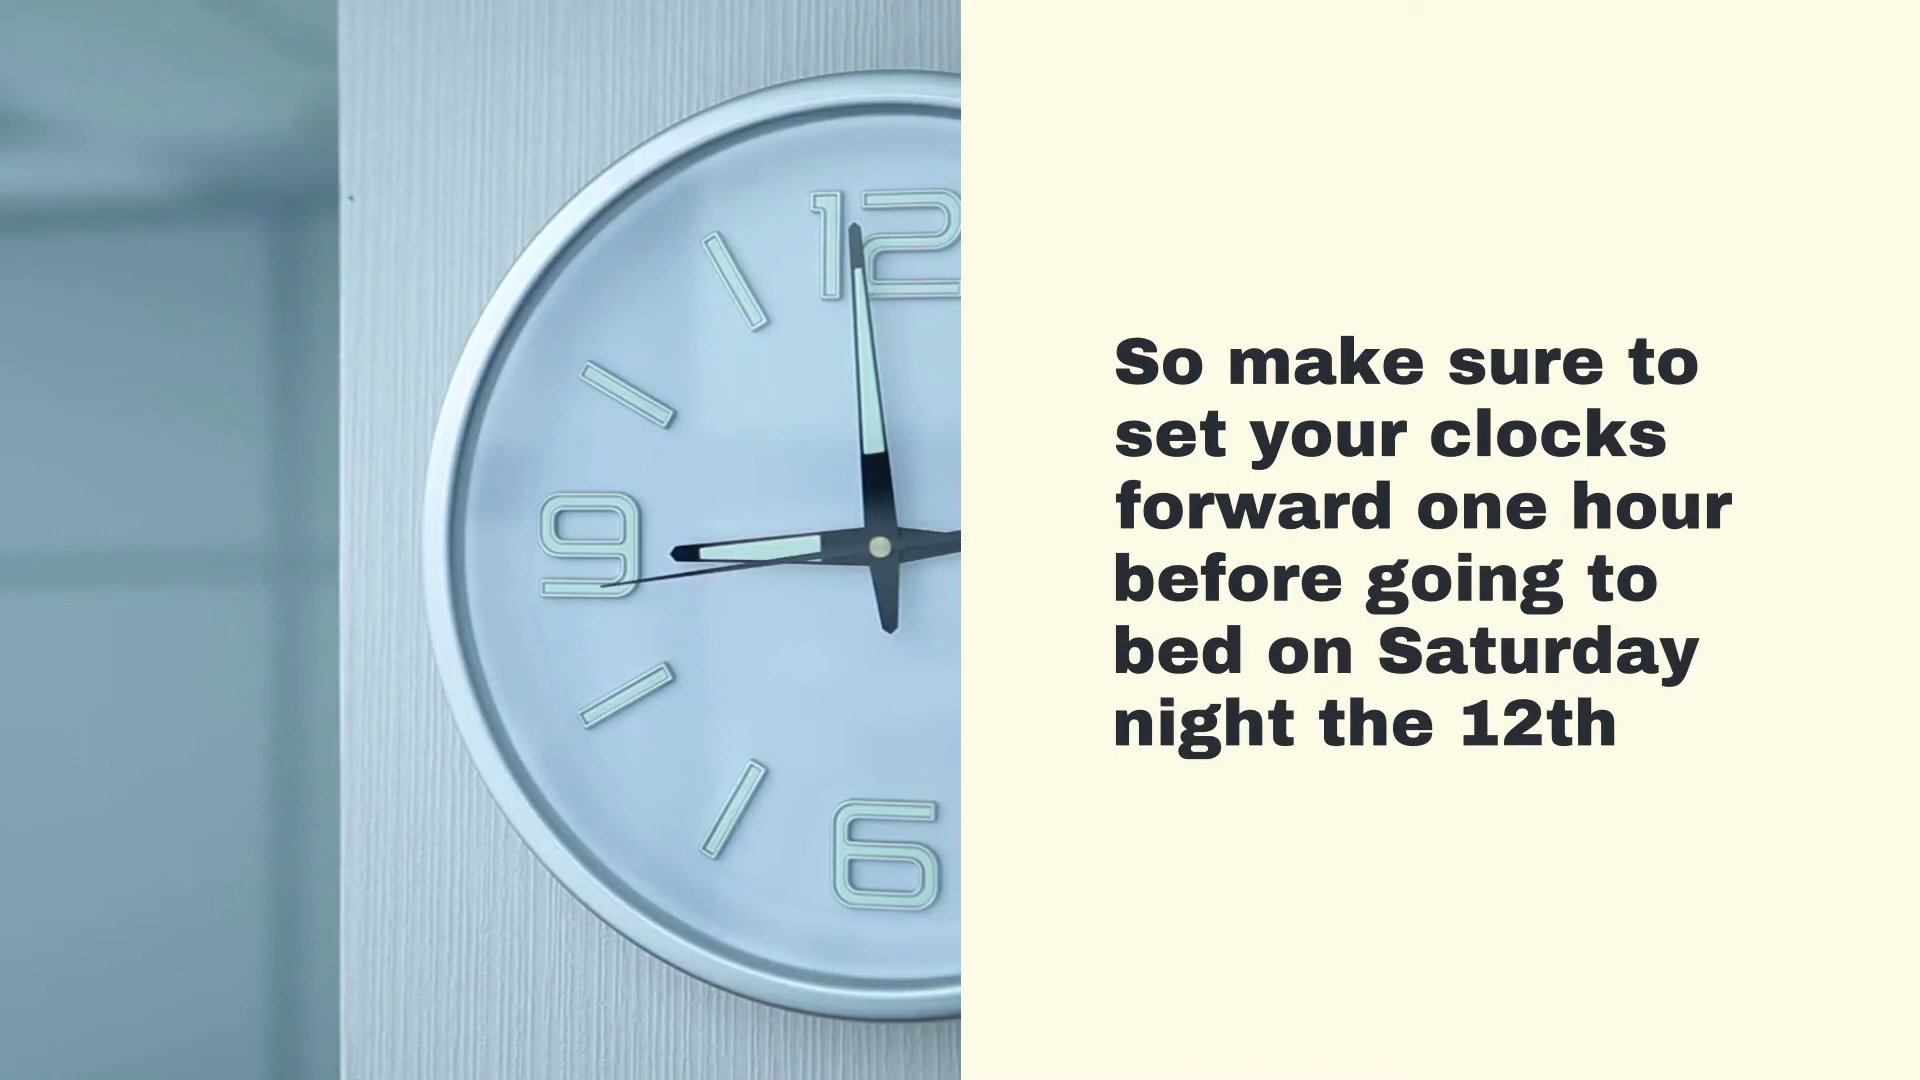 12
9
6
So make sure to
set your clocks
forward one hour
before going to
bed on Saturday
night the 12th